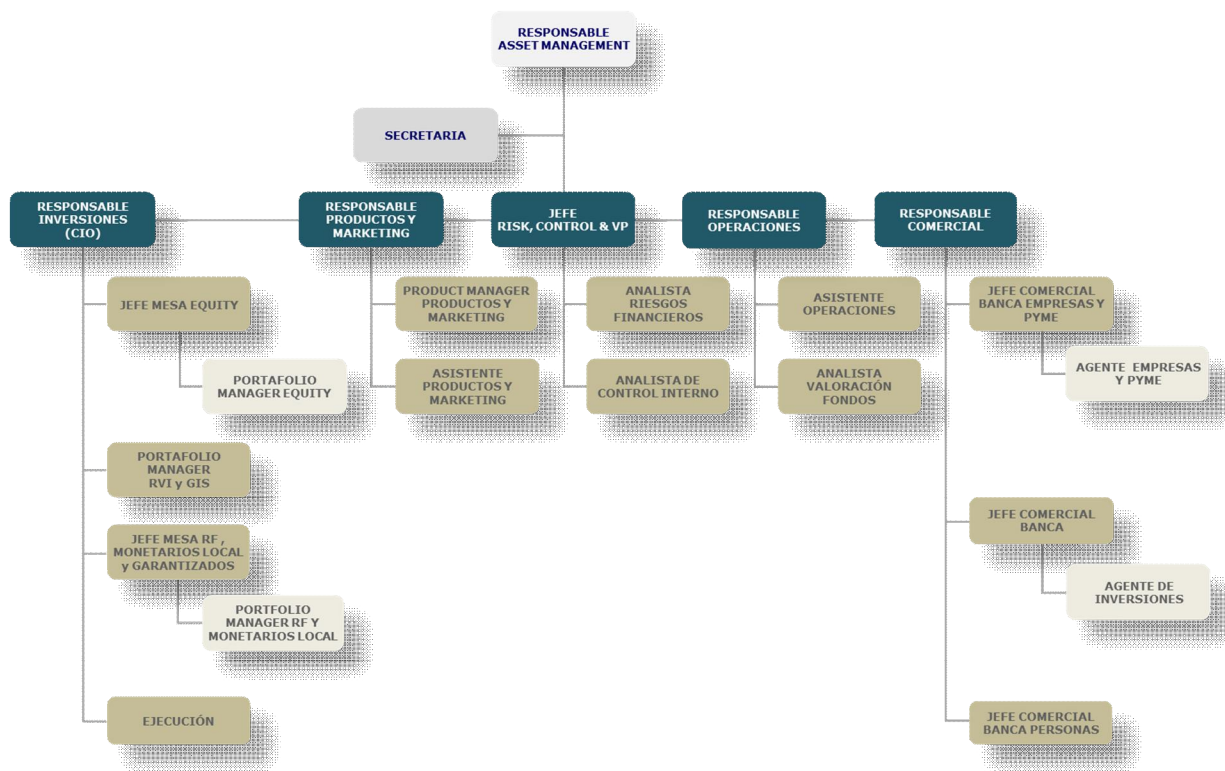 RESPONSABLE
ASSET MANAGEMENT
SECRETARIA
RESPONSABLE
INVERSIONES
(CIO)
RESPONSABLE
PRODUCTOS Y
MARKETING
JEFE
RISK, CONTROL & VP
RESPONSABLE
OPERACIONES
RESPONSABLE
COMERCIAL
JEFE MESA EQUITY
PORTAFOLIO
MANAGER EQUITY
PORTAFOLIO
MANAGER
RVI y GIS
JEFE MESA RF ,
MONETARIOS LOCAL
y GARANTIZADOS
PORTFOLIO
MANAGER RF Y
MONETARIOS LOCAL
EJECUCIÓN
PRODUCT MANAGER
PRODUCTOS Y
MARKETING
ASISTENTE
PRODUCTOS Y
MARKETING
ANALISTA
RIESGOS
FINANCIEROS
ANALISTA DE
CONTROL INTERNO
ASISTENTE
OPERACIONES
ANALISTA
VALORACIÓN
FONDOS
JEFE COMERCIAL
BANCA EMPRESAS Y
PYME
AGENTE EMPRESAS
Y PYME
JEFE COMERCIAL
BANCA
AGENTE DE
INVERSIONES
JEFE COMERCIAL
BANCA PERSONAS